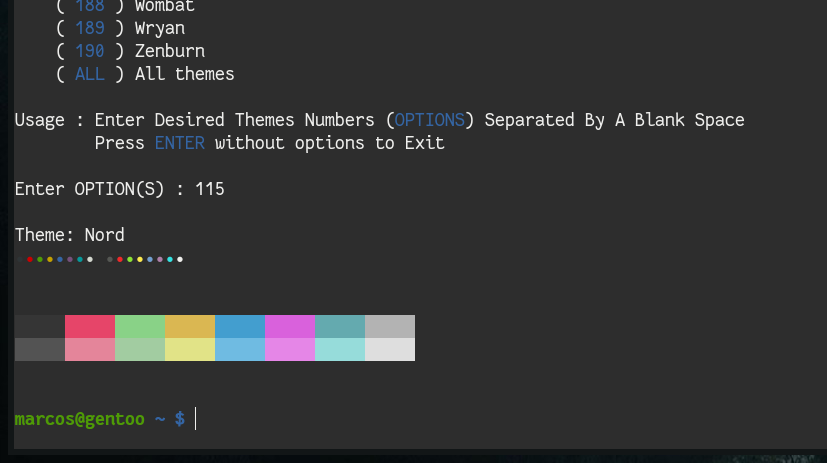 ( 188 ) Wombat
( 189 ) Wryan
( 190 ) Zenburn
( ALL ) All themes
Usage : Enter Desired Themes Numbers (OPTIONS) Separated By A Blank Space
Press ENTER without options to Exit
Enter OPTION(S) : 115
Theme: Nord
marcos@gentoo ~ $